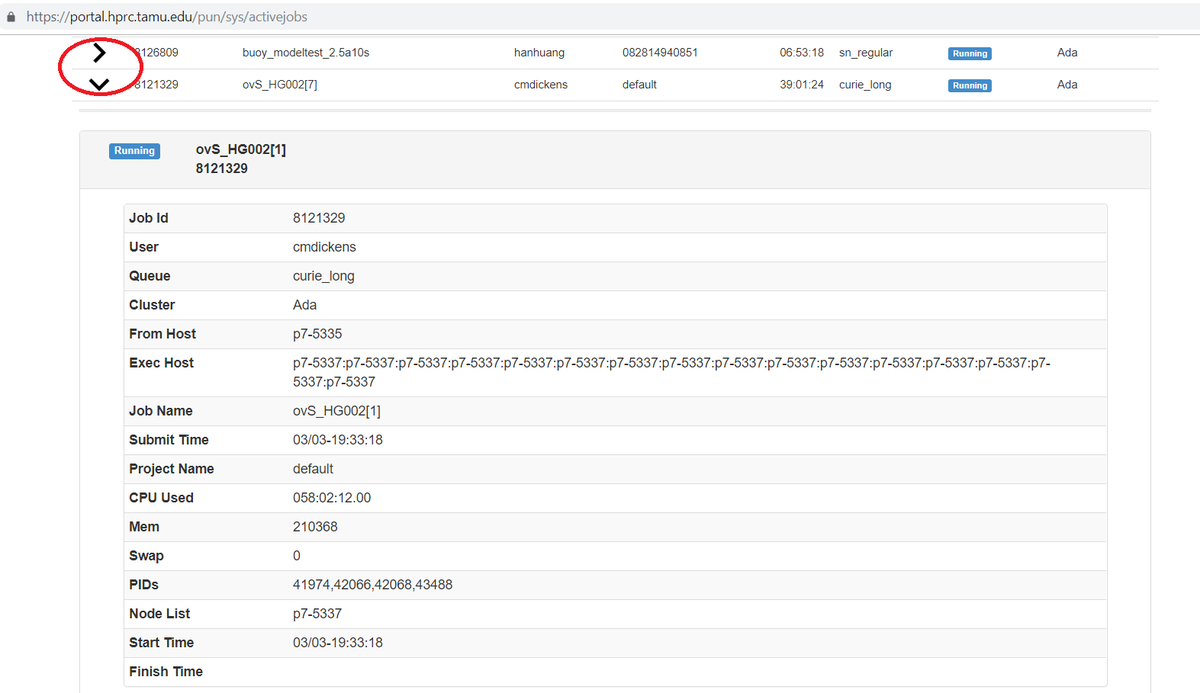 https://portal.hprc.tamu.edu/pun/sys/activejobs
8126809 buoy_modeltest_2.5a10s hanhuang 082814940851 06:53:18 sn_regular Running Ada
8121329 ovS_HG002[7] cmdickens default 39:01:24 curie_long Running Ada
Running ovS_HG002[1]
8121329
Job Id 8121329
User cmdickens
Queue curie_long
Cluster Ada
From Host p7-5335
Exec Host p7-5337:p7-5337:p7-5337:p7-5337:p7-5337:p7-5337:p7-5337:p7-5337:p7-5337:p7-5337:p7-5337:p7-5337:p7-5337:p7-5337:p7-
5337:p7-5337
Job Name ovS_HG002[1]
Submit Time 03/03-19:33:18
Project Name default
CPU Used 058:02:12.00
Mem 210368
Swap 0
PIDs 41974,42066,42068,43488
Node List p7-5337
Start Time 03/03-19:33:18
Finish Time